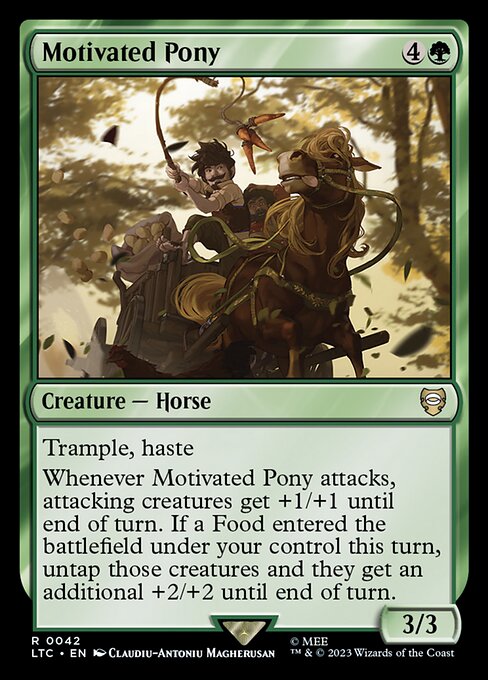 Motivated Pony 4
Creature — Horse
Trample, haste
Whenever Motivated Pony attacks,
attacking creatures get +1/+1 until
end of turn. If a Food entered the
battlefield under your control this turn,
untap those creatures and they get an
additional +2/+2 until end of turn.
3/3
R 0042
LTC • EN Claudiu-Antoniu Magherusan
© MEE
™ & © 2023 Wizards of the Coast